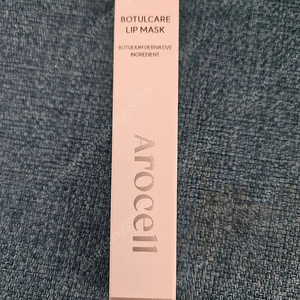 BOTULCARE
LIP MASK
BOTULIUM DERIVATIVE
INGREDIENT
Arocell